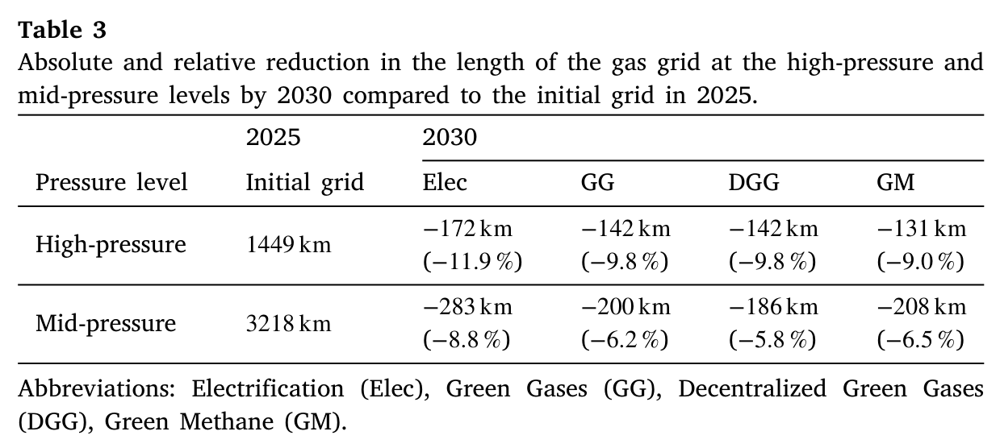 Table 3
Absolute and relative reduction in the length of the gas grid at the high-pressure and
mid-pressure levels by 2030 compared to the initial grid in 2025.
2025 2030
Pressure level Initial grid Elec GG DGG GM
High-pressure 1449 km −172 km −142 km −142 km −131 km
(−11.9 %) (−9.8 %) (−9.8 %) (−9.0 %)
Mid-pressure 3218 km −283 km −200 km −186 km −208 km
(−8.8 %) (−6.2 %) (−5.8 %) (−6.5 %)
Abbreviations: Electrification (Elec), Green Gases (GG), Decentralized Green Gases
(DGG), Green Methane (GM).